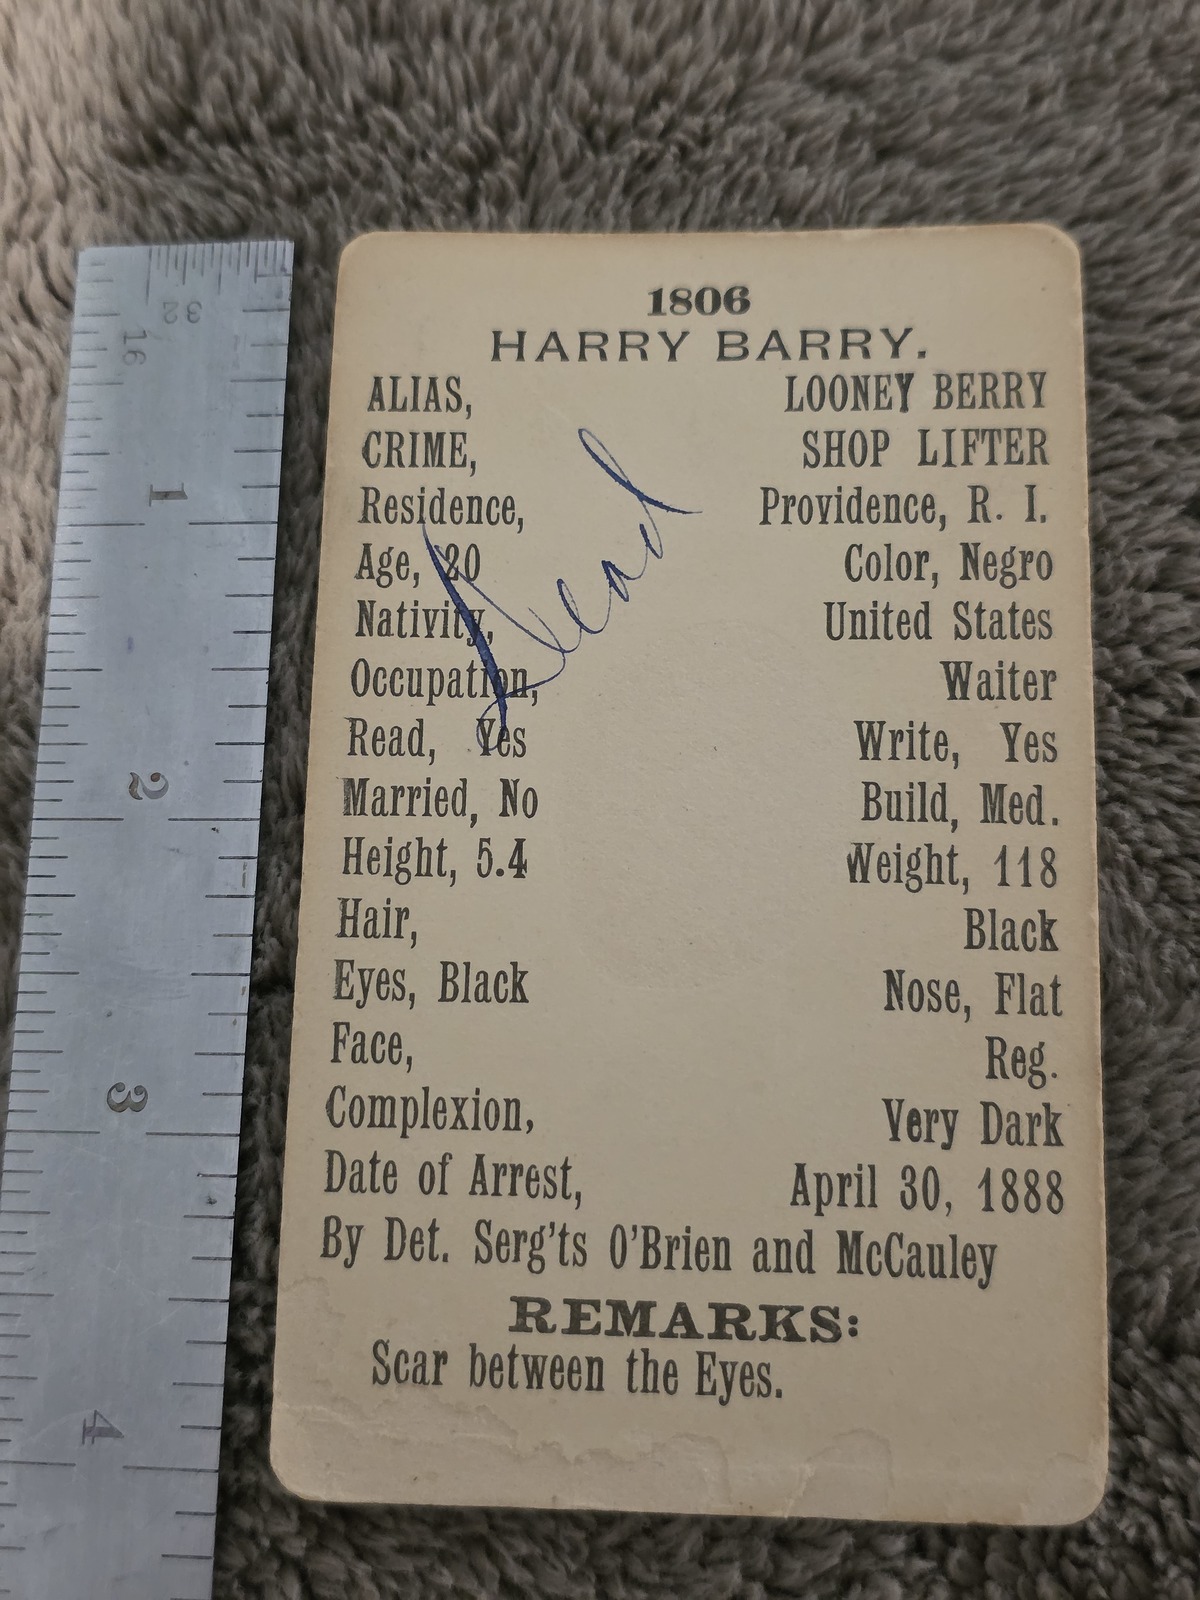 1806
HARRY BARRY.
ALIAS, LOONEY BERRY
CRIME, SHOP LIFTER
Residence, Providence, R. I.
Age, 20 Color, Negro
Nativity, United States
Occupation, Waiter
Read, Yes Write, Yes
Married, No Build, Med.
Height, 5.4 Weight, 118
Hair, Black
Eyes, Black Nose, Flat
Face, Reg.
Complexion, Very Dark
Date of Arrest, April 30, 1888
By Det. Serg'ts O'Brien and McCauley
REMARKS:
Scar between the Eyes.
Dead
32
16
1
2
3
4